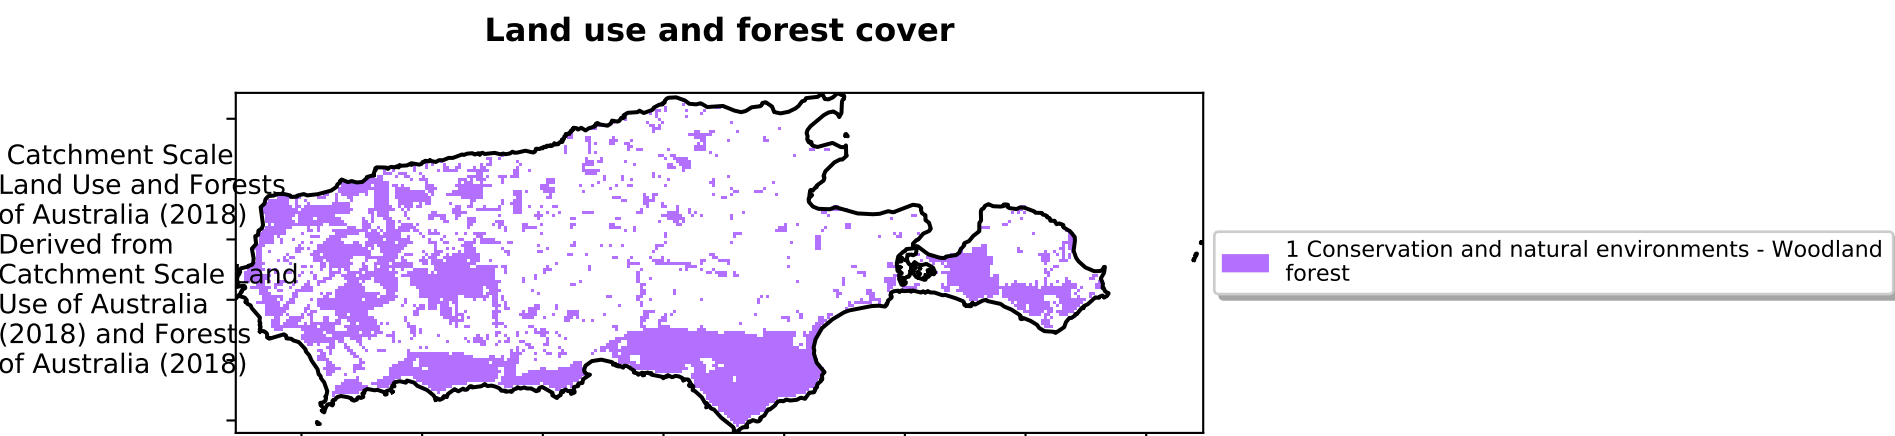 Land use and forest cover
Catchment Scale
Land Use and Forests
of Australia (2018)
Derived from
Catchment Scale Land
Use of Australia
(2018) and Forests
of Australia (2018)
1 Conservation and natural environments - Woodland
forest